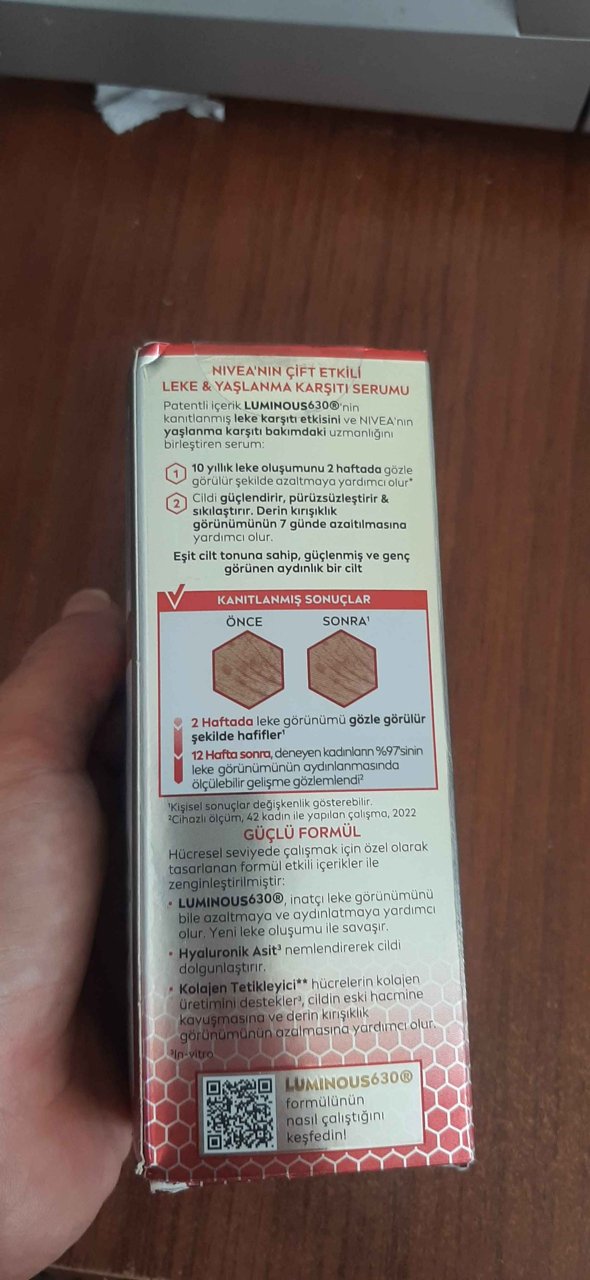 NIVEA'NIN ÇİFT ETKİLİ
LEKE & YAŞLANMA KARŞITI SERUMU
Patentli içerik LUMINOUS630®'nin
kanıtlanmış leke karşıtı etkisini ve NIVEA'nın
yaşlanma karşıtı bakımdaki uzmanlığını
birleştiren serum:
1 10 yıllık leke oluşumunu 2 haftada gözle
görülür şekilde azaltmaya yardımcı olur*
2 Cildi güçlendirir, pürüzsüzleştirir &
sıkılaştırır. Derin kırışıklık
görünümünün 7 günde azaltılmasına
yardımcı olur.
Eşit cilt tonuna sahip, güçlenmiş ve genç
görünen aydınlık bir cilt
KANITLANMIŞ SONUÇLAR
ÖNCE SONRA¹
2 Haftada leke görünümü gözle görülür
şekilde hafifler¹
12 Hafta sonra, deneyen kadınların %97'sinin
leke görünümünün aydınlanmasında
ölçülebilir gelişme gözlemlendi²
¹Kişisel sonuçlar değişkenlik gösterebilir.
²Cihazlı ölçüm, 42 kadın ile yapılan çalışma, 2022
GÜÇLÜ FORMÜL
Hücresel seviyede çalışmak için özel olarak
tasarlanan formül etkili içerikler ile
zenginleştirilmiştir:
• LUMINOUS630®, inatçı leke görünümünü
bile azaltmaya ve aydınlatmaya yardımcı
olur. Yeni leke oluşumu ile savaşır.
• Hyaluronik Asit³ nemlendirerek cildi
dolgunlaştırır.
• Kolajen Tetikleyici** hücrelerin kolajen
üretimini destekler³, cildin eski hacmine
kavuşmasına ve derin kırışıklık
görünümünün azalmasına yardımcı olur.
³In-vitro
LUMINOUS630®
formülünün
nasıl çalıştığını
keşfedin!